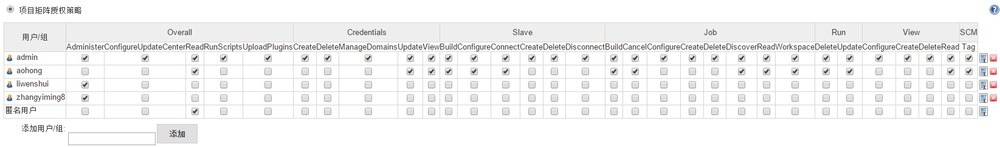 项目矩阵授权策略
用户/组 Overall Credentials Slave Job Run View SCM
Administer ConfigureUpdateCenter Read RunScripts UploadPlugins Create Delete ManageDomains Update View Build Configure Connect Create Delete Disconnect Build Cancel Configure Create Delete Discover Read Workspace Delete Update Configure Create Delete Read Tag
admin
aohong
liwenshui
zhangyiming8
匿名用户
添加用户/组: 添加